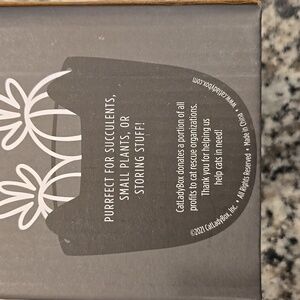 PURRFECT FOR SUCCULENTS,
SMALL PLANTS, OR
STORING STUFF!
CatLadyBox donates a portion of all
profits to cat rescue organizations.
Thank you for helping us
help cats in need!
©2021 CatLadyBox, Inc. • All Rights Reserved • Made in China • www.catladybox.com